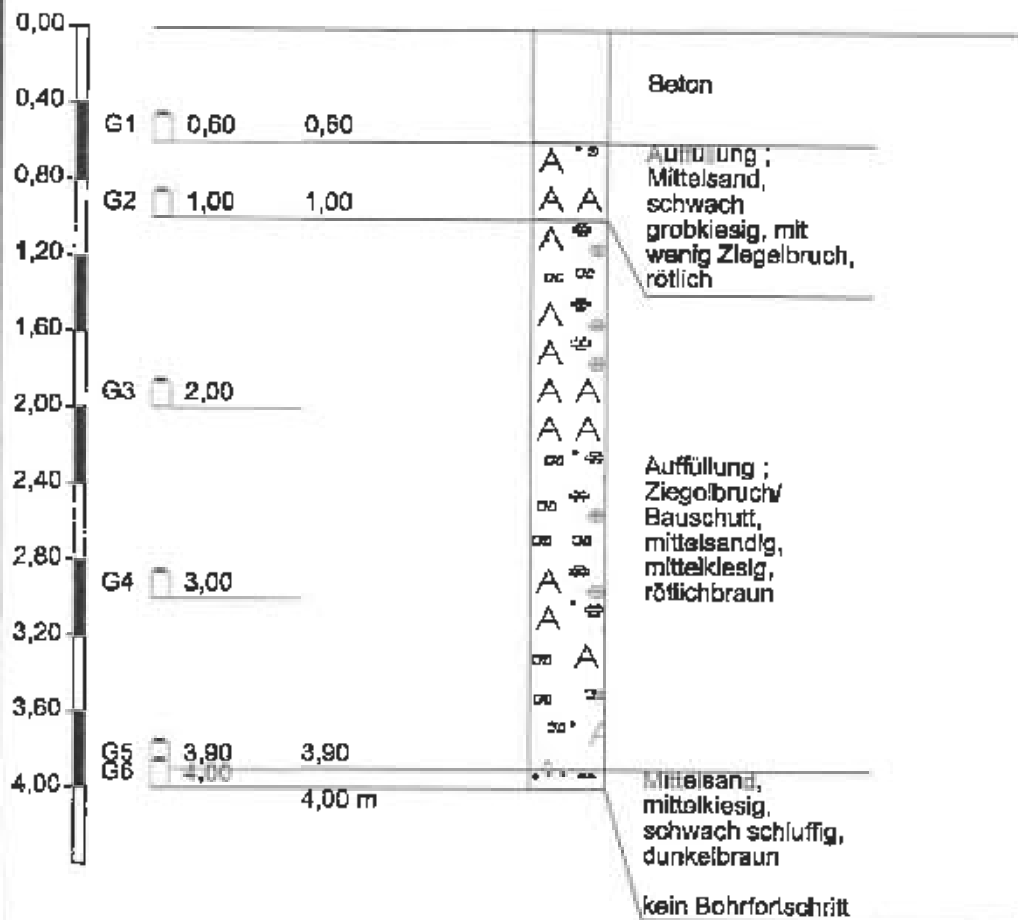 0,00
Beton
0,40
G1 0,60 0,60
Auffüllung ;
0,80
Mittelsand,
G2 1,00 1,00
schwach
grobkiesig, mit
1,20
wenig Ziegelbruch,
rötlich
1,60
G3 2,00
2,00
2,40
Auffüllung ;
Ziegelbruch/
Bauschutt,
mittelsandig,
2,80
mittelkiesig,
G4 3,00
rötlichbraun
3,20
3,60
G5 3,90 3,90
G6 4,00
4,00
4,00 m
Mittelsand,
mittelkiesig,
schwach schluffig,
dunkelbraun
kein Bohrfortschritt